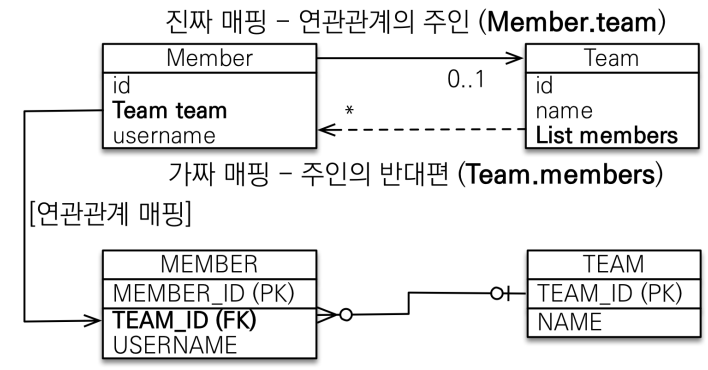 진짜 매핑 – 연관관계의 주인 (Member.team)
Member
id
Team team
username
0..1
*
Team
id
name
List members
가짜 매핑 – 주인의 반대편 (Team.members)
[연관관계 매핑]
MEMBER
MEMBER_ID (PK)
TEAM_ID (FK)
USERNAME
TEAM
TEAM_ID (PK)
NAME